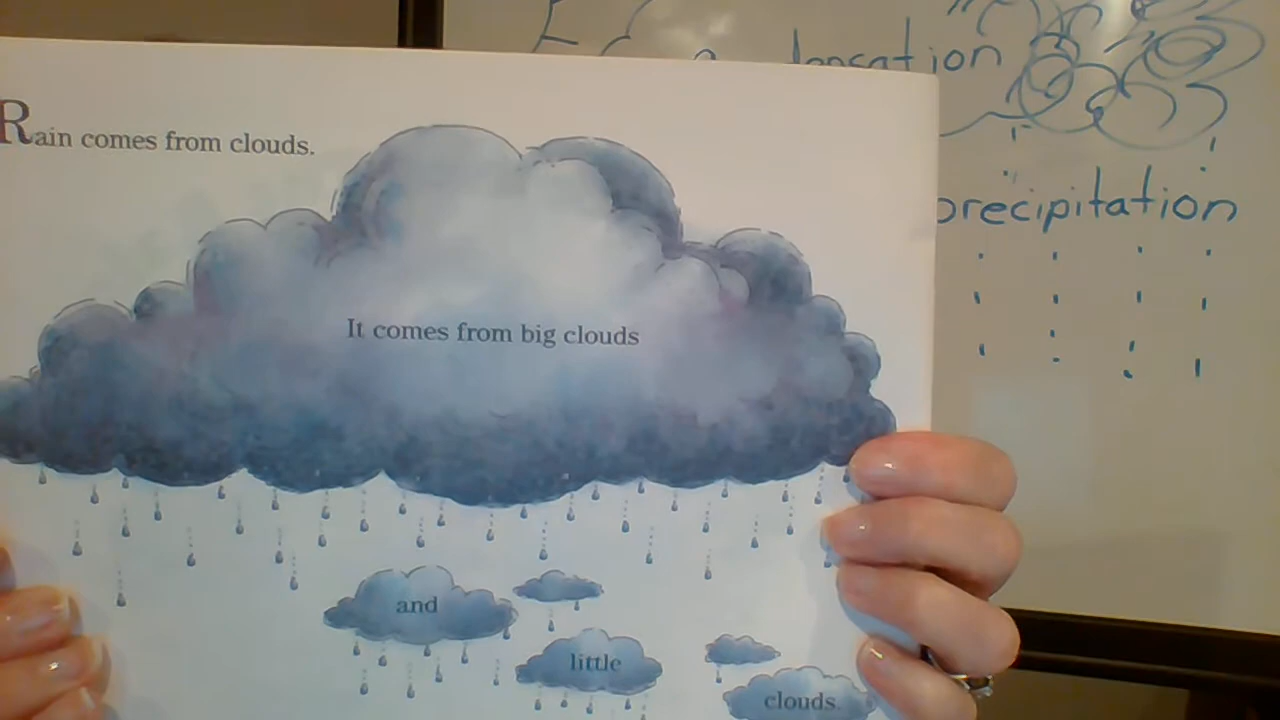 Rain comes from clouds.
It comes from big clouds
and
little
clouds.
precipitation